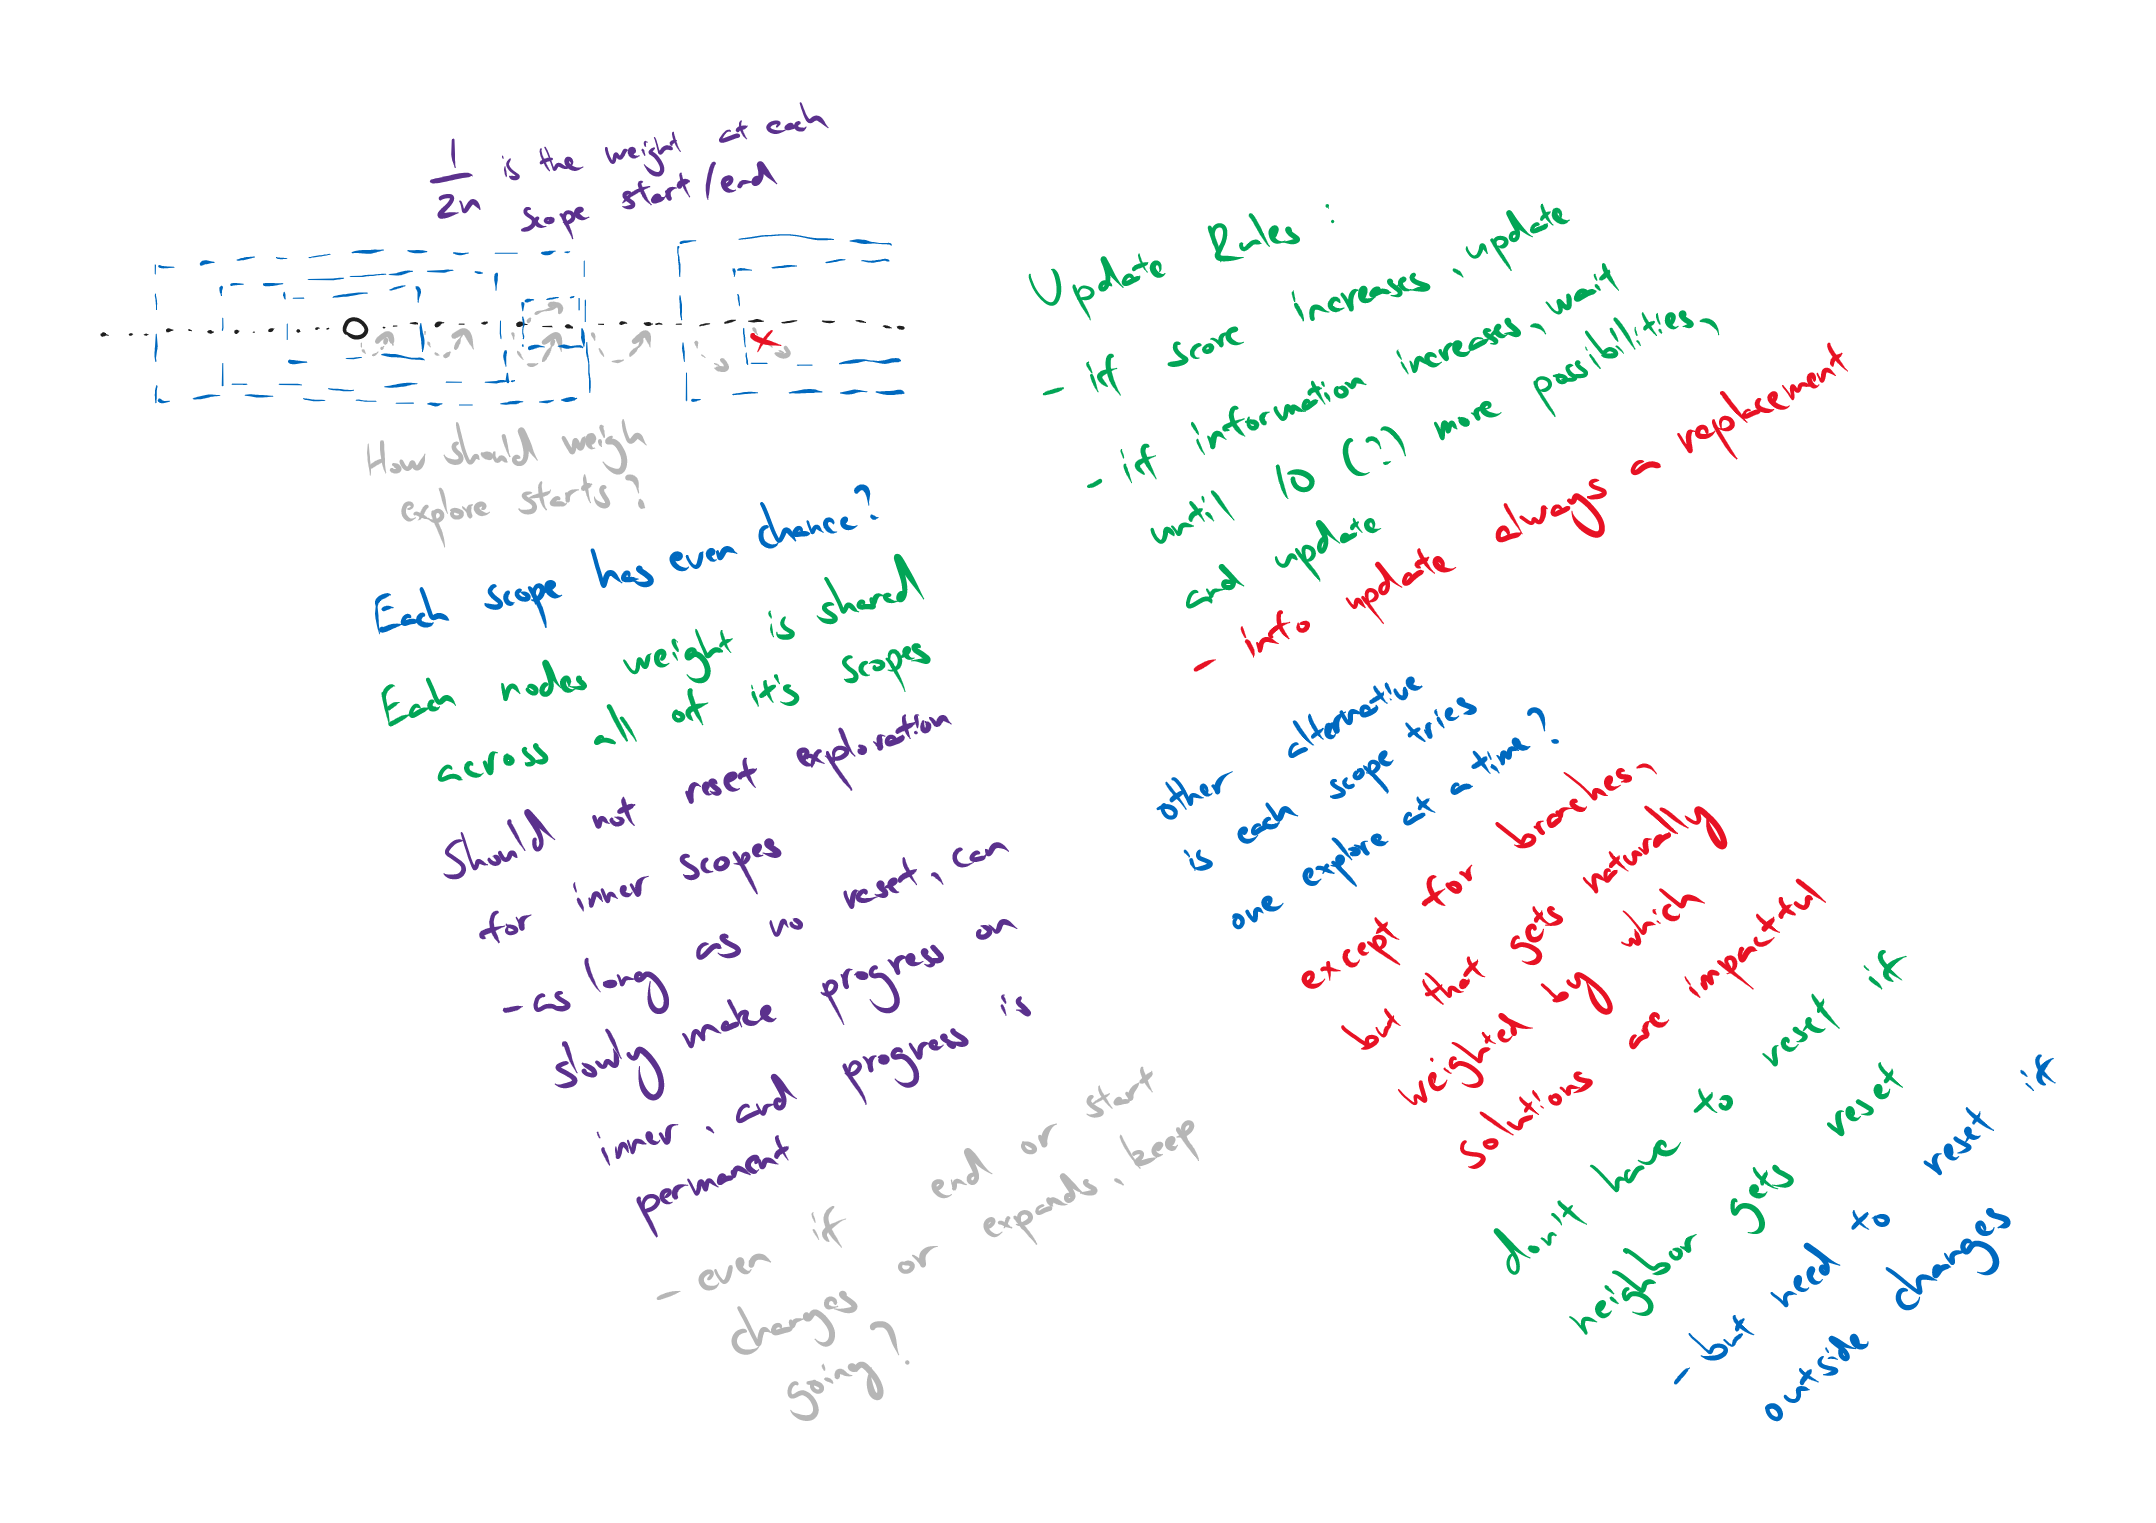 1/2n is the weight at each
scope start/end
How should weigh
explore starts?
Each scope has even chance?
Each nodes weight is shared
across all of it's scopes
Should not reset exploration
for inner scopes
- as long as no reset, can
slowly make progress on
inner, and progress is
permanent
- even if end or start
changes or expands, keep
going?
Update Rules:
- if score increases, update
- if information increases, wait
until 10 (?) more possibilities,
and update
- info update always a replacement
other alternative
is each scope tries
one explore at a time?
except for branches,
but that gets naturally
weighted by which
solutions are impactful
don't have to reset if
neighbor gets reset
- but need to reset if
outside changes